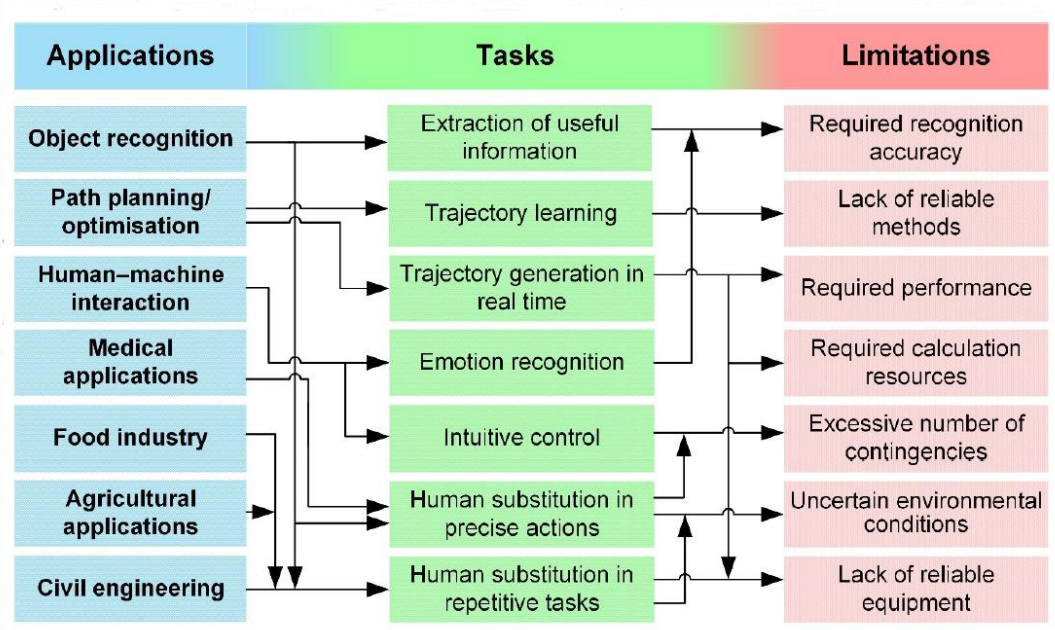 Applications
Tasks
Limitations
Object recognition
Extraction of useful
information
Required recognition
accuracy
Path planning/
optimisation
Trajectory learning
Lack of reliable
methods
Human–machine
interaction
Trajectory generation in
real time
Required performance
Medical
applications
Emotion recognition
Required calculation
resources
Food industry
Intuitive control
Excessive number of
contingencies
Agricultural
applications
Human substitution in
precise actions
Uncertain environmental
conditions
Civil engineering
Human substitution in
repetitive tasks
Lack of reliable
equipment